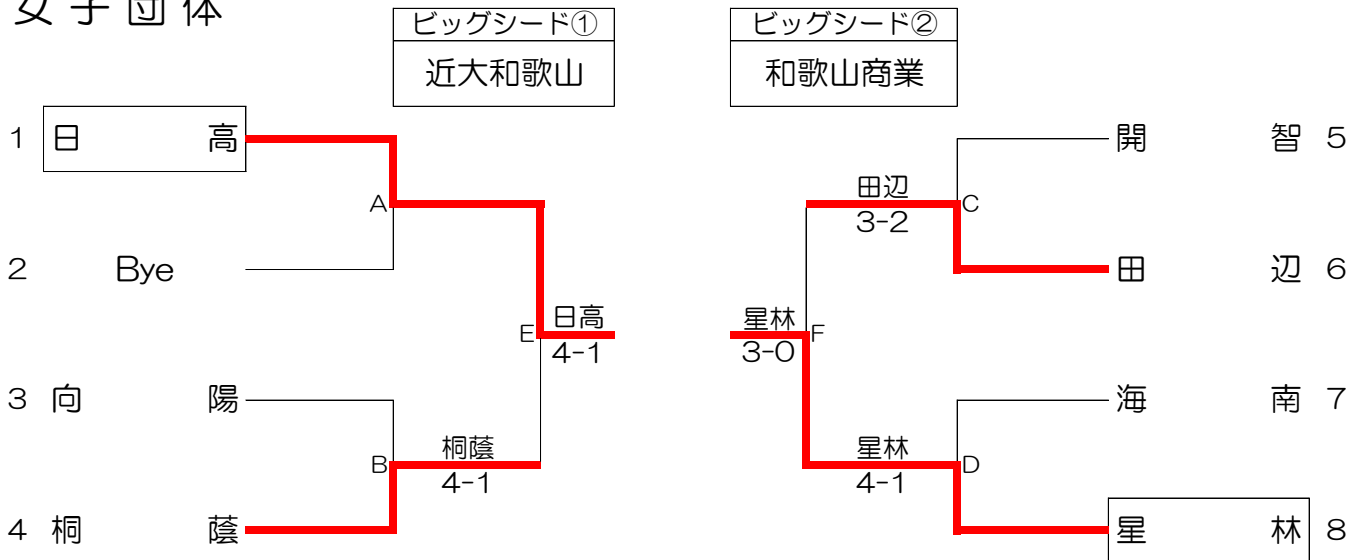 女子団体
ビッグシード① ビッグシード②
近大和歌山 和歌山商業
1 日 高 開 智 5
A 田辺 C
3-2
2 Bye 田 辺 6
E 日高 星林 F
4-1 3-0
3 向 陽 海 南 7
B 桐蔭 星林 D
4-1 4-1
4 桐 蔭 星 林 8